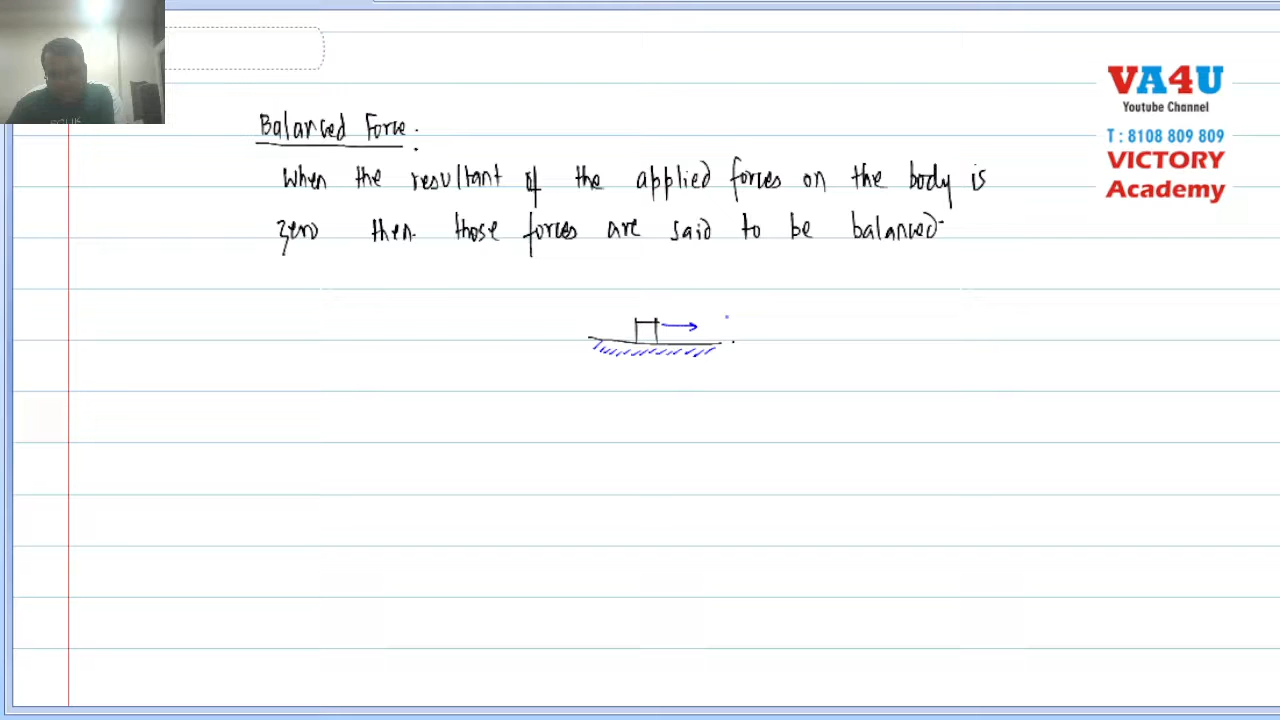 VA4U
Youtube Channel
T : 8108 809 809
VICTORY
Academy
Balanced Force.
When the resultant of the applied forces on the body is
zero then those forces are said to be balanced